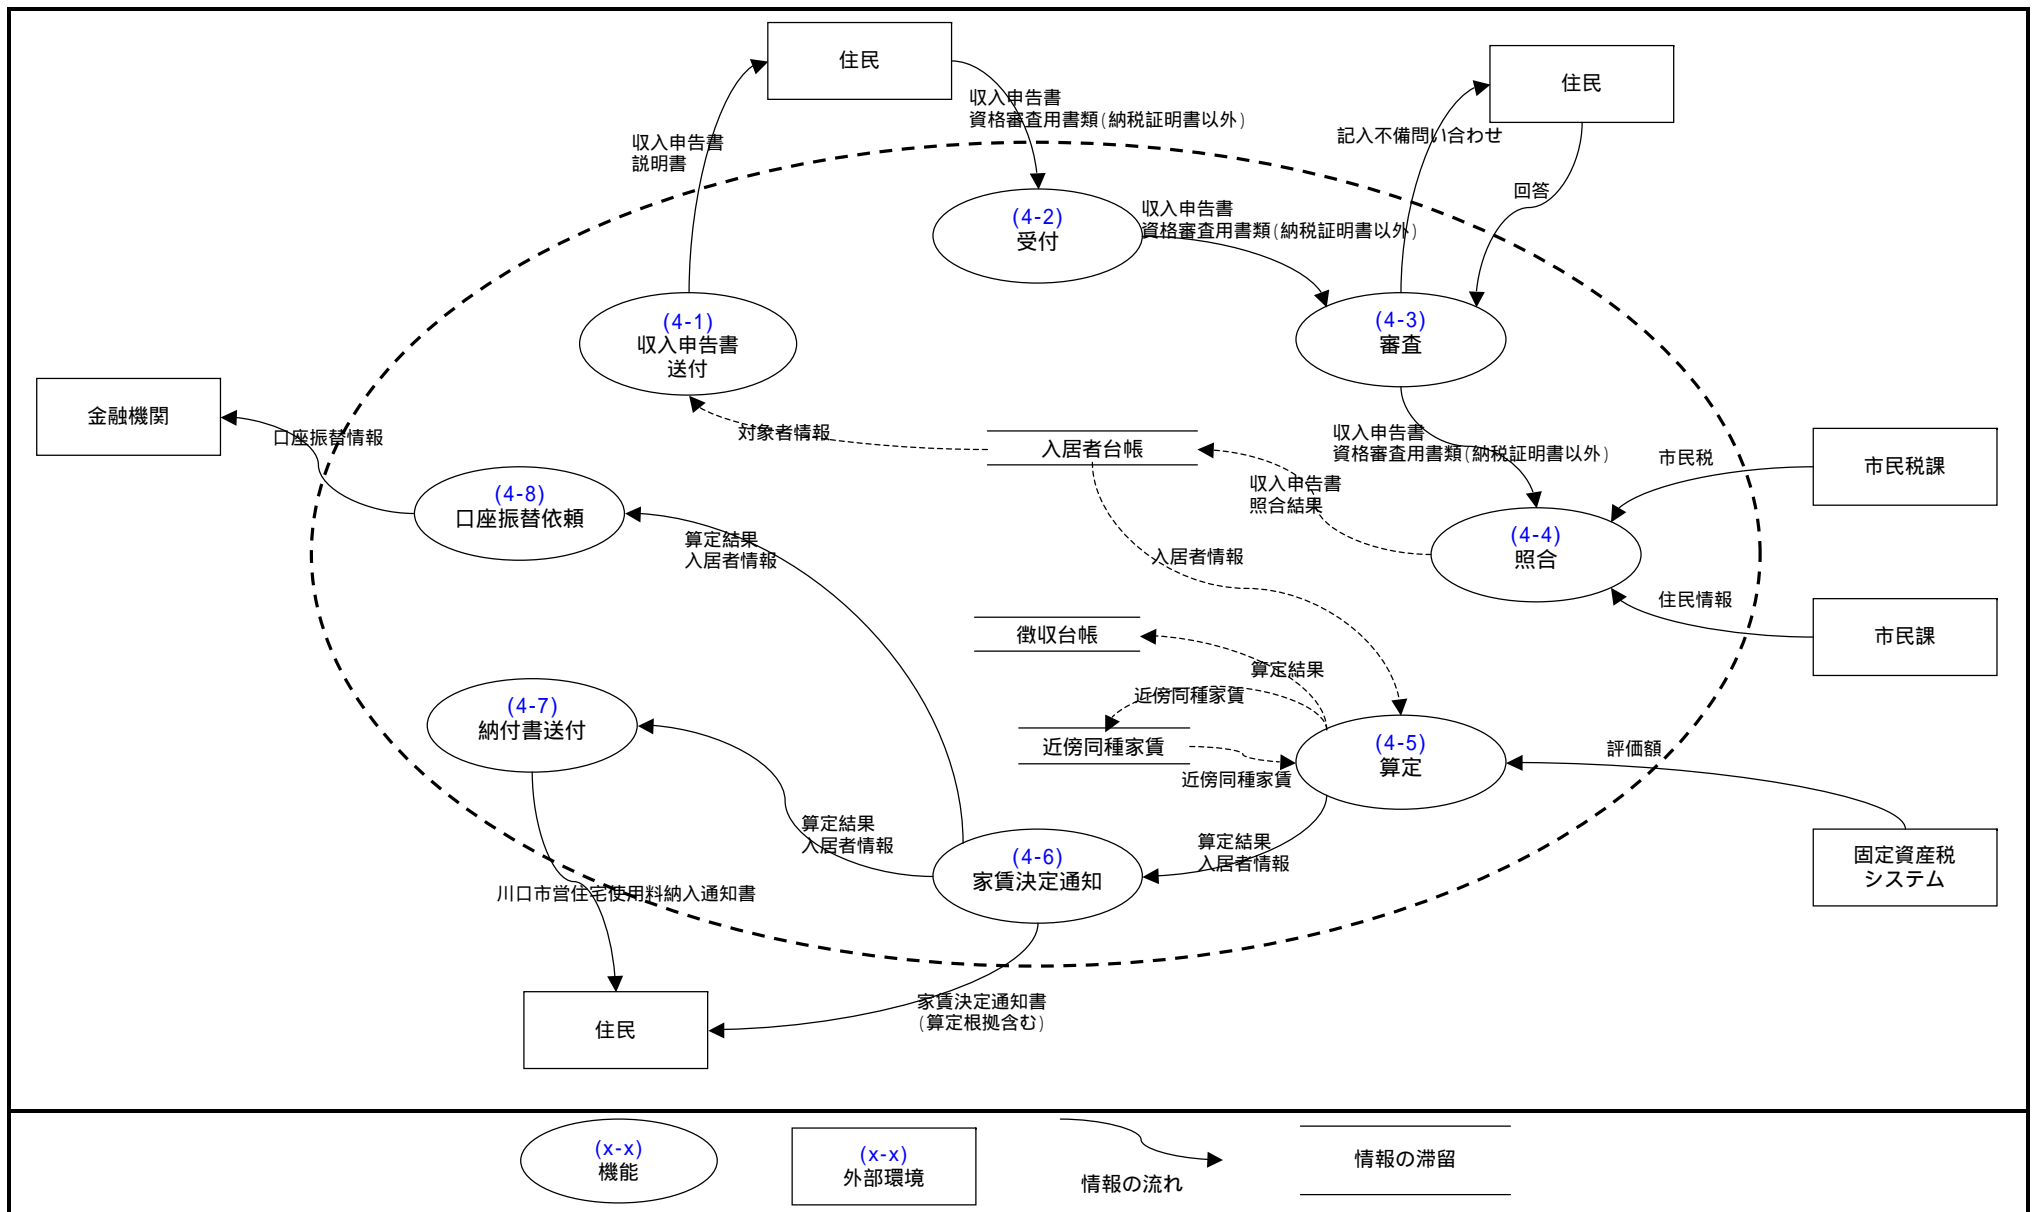 住民
住民
収入申告書
資格審査用書類(納税証明書以外)
記入不備問い合わせ
収入申告書
説明書
回答
(4-2)
受付
収入申告書
資格審査用書類(納税証明書以外)
(4-1)
収入申告書
送付
(4-3)
審査
金融機関
口座振替情報
対象者情報
入居者台帳
収入申告書
資格審査用書類(納税証明書以外)
市民税
市民税課
収入申告書
照合結果
(4-8)
口座振替依頼
算定結果
入居者情報
入居者情報
(4-4)
照合
住民情報
市民課
徴収台帳
算定結果
近傍同種家賃
(4-7)
納付書送付
近傍同種家賃
近傍同種家賃
(4-5)
算定
評価額
算定結果
入居者情報
算定結果
入居者情報
(4-6)
家賃決定通知
固定資産税
システム
川口市営住宅使用料納入通知書
家賃決定通知書
(算定根拠含む)
住民
(x-x)
機能
(x-x)
外部環境
情報の流れ
情報の滞留